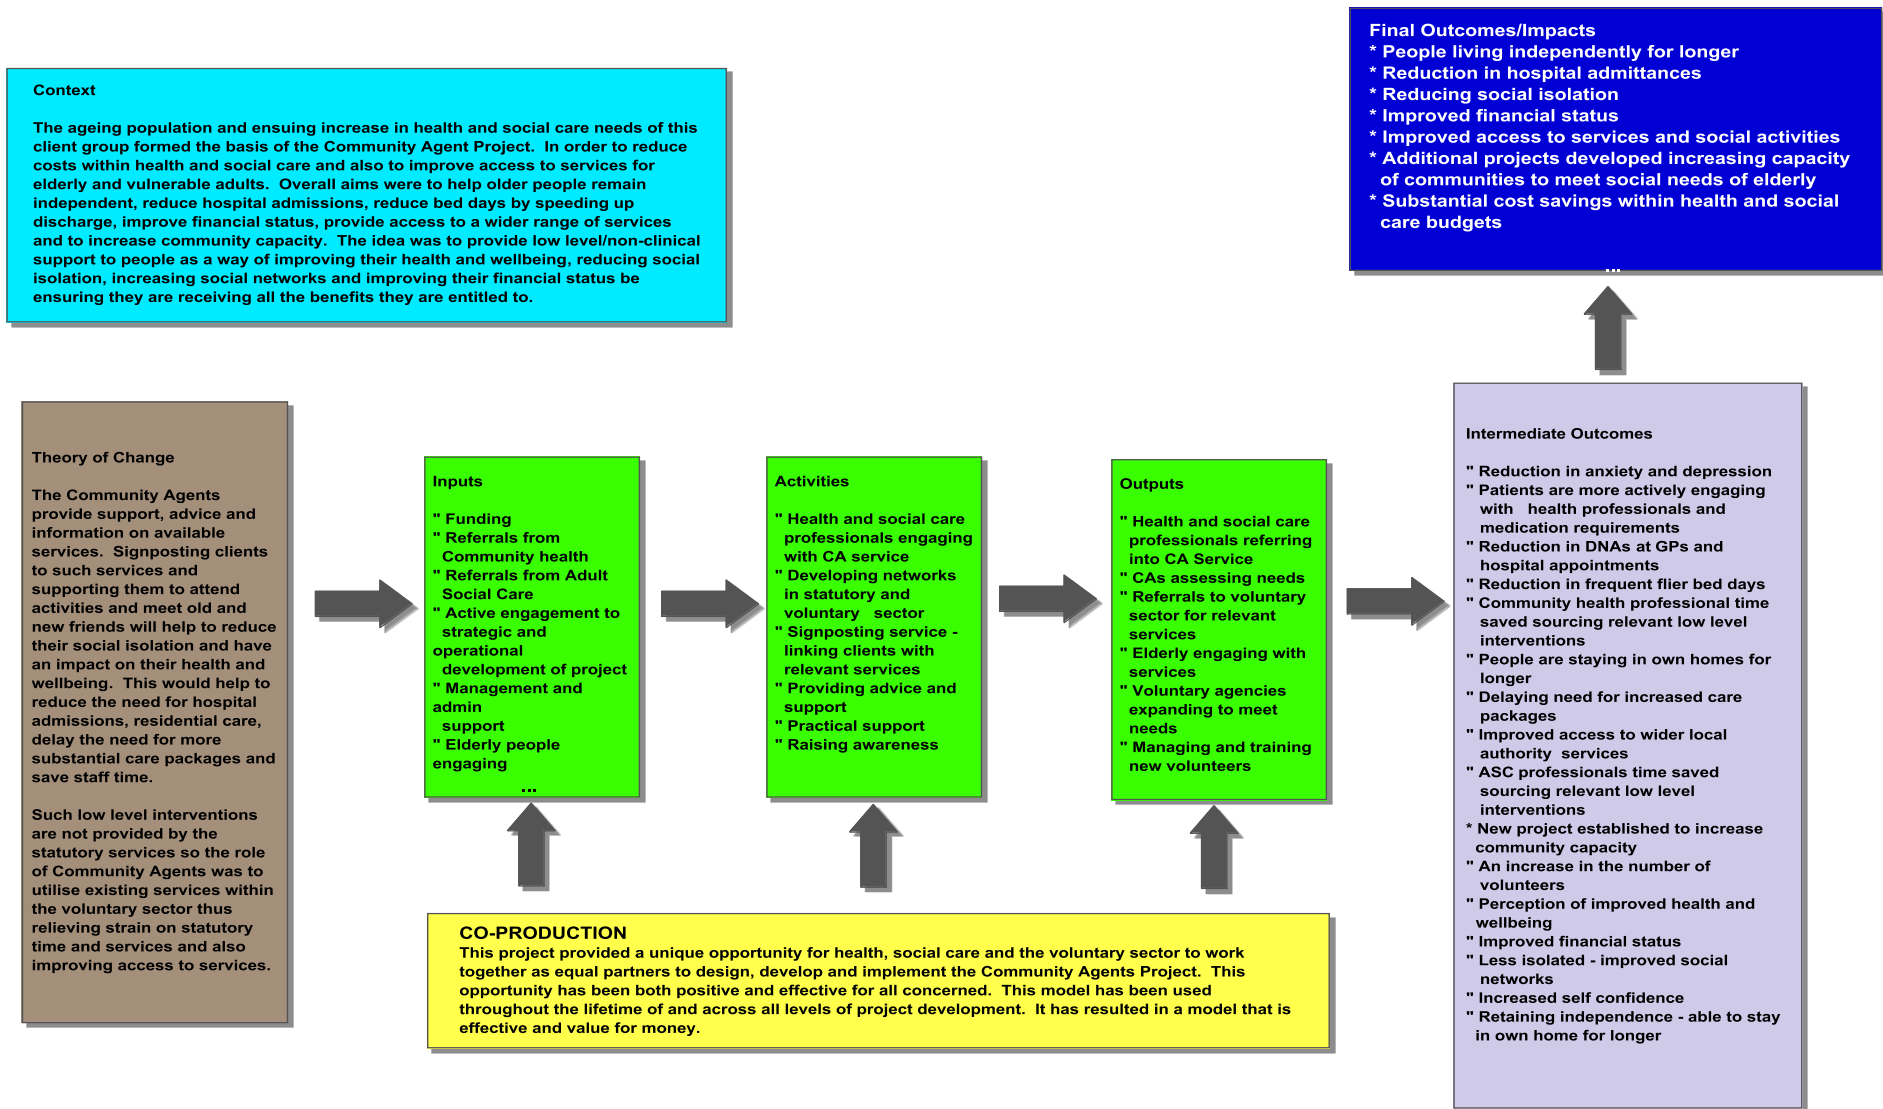 Context
The ageing population and ensuing increase in health and social care needs of this
client group formed the basis of the Community Agent Project.  In order to reduce
costs within health and social care and also to improve access to services for
elderly and vulnerable adults.  Overall aims were to help older people remain
independent, reduce hospital admissions, reduce bed days by speeding up
discharge, improve financial status, provide access to a wider range of services
and to increase community capacity.  The idea was to provide low level/non-clinical
support to people as a way of improving their health and wellbeing, reducing social
isolation, increasing social networks and improving their financial status be
ensuring they are receiving all the benefits they are entitled to.
Final Outcomes/Impacts
* People living independently for longer
* Reduction in hospital admittances
* Reducing social isolation
* Improved financial status
* Improved access to services and social activities
* Additional projects developed increasing capacity
of communities to meet social needs of elderly
* Substantial cost savings within health and social
care budgets
...
Theory of Change
The Community Agents
provide support, advice and
information on available
services.  Signposting clients
to such services and
supporting them to attend
activities and meet old and
new friends will help to reduce
their social isolation and have
an impact on their health and
wellbeing.  This would help to
reduce the need for hospital
admissions, residential care,
delay the need for more
substantial care packages and
save staff time.
Such low level interventions
are not provided by the
statutory services so the role
of Community Agents was to
utilise existing services within
the voluntary sector thus
relieving strain on statutory
time and services and also
improving access to services.
Inputs
" Funding
" Referrals from
Community health
" Referrals from Adult
Social Care
" Active engagement to
strategic and
operational
development of project
" Management and
admin
support
" Elderly people
engaging
...
Activities
" Health and social care
professionals engaging
with CA service
" Developing networks
in statutory and
voluntary   sector
" Signposting service -
linking clients with
relevant services
" Providing advice and
support
" Practical support
" Raising awareness
Outputs
" Health and social care
professionals referring
into CA Service
" CAs assessing needs
" Referrals to voluntary
sector for relevant
services
" Elderly engaging with
services
" Voluntary agencies
expanding to meet
needs
" Managing and training
new volunteers
Intermediate Outcomes
" Reduction in anxiety and depression
" Patients are more actively engaging
with   health professionals and
medication requirements
" Reduction in DNAs at GPs and
hospital appointments
" Reduction in frequent flier bed days
" Community health professional time
saved sourcing relevant low level
interventions
" People are staying in own homes for
longer
" Delaying need for increased care
packages
" Improved access to wider local
authority  services
" ASC professionals time saved
sourcing relevant low level
interventions
* New project established to increase
community capacity
" An increase in the number of
volunteers
" Perception of improved health and
wellbeing
" Improved financial status
" Less isolated - improved social
networks
" Increased self confidence
" Retaining independence - able to stay
in own home for longer
CO-PRODUCTION
This project provided a unique opportunity for health, social care and the voluntary sector to work
together as equal partners to design, develop and implement the Community Agents Project.  This
opportunity has been both positive and effective for all concerned.  This model has been used
throughout the lifetime of and across all levels of project development.  It has resulted in a model that is
effective and value for money.